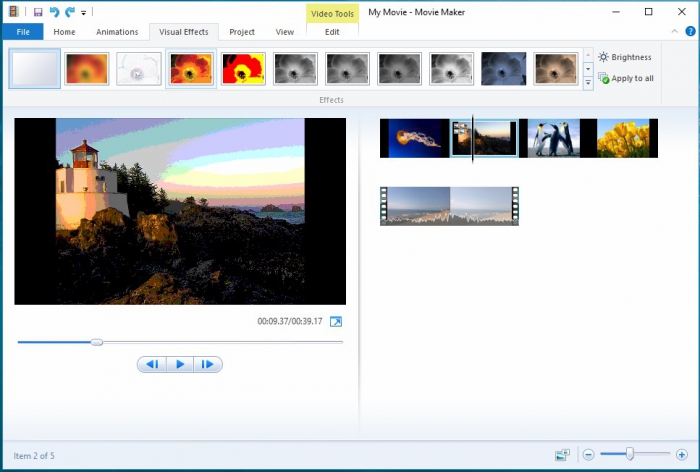 Video Tools
My Movie - Movie Maker
File Home Animations Visual Effects Project View Edit
Brightness
Apply to all
Effects
00:09.37/00:39.17
Item 2 of 5